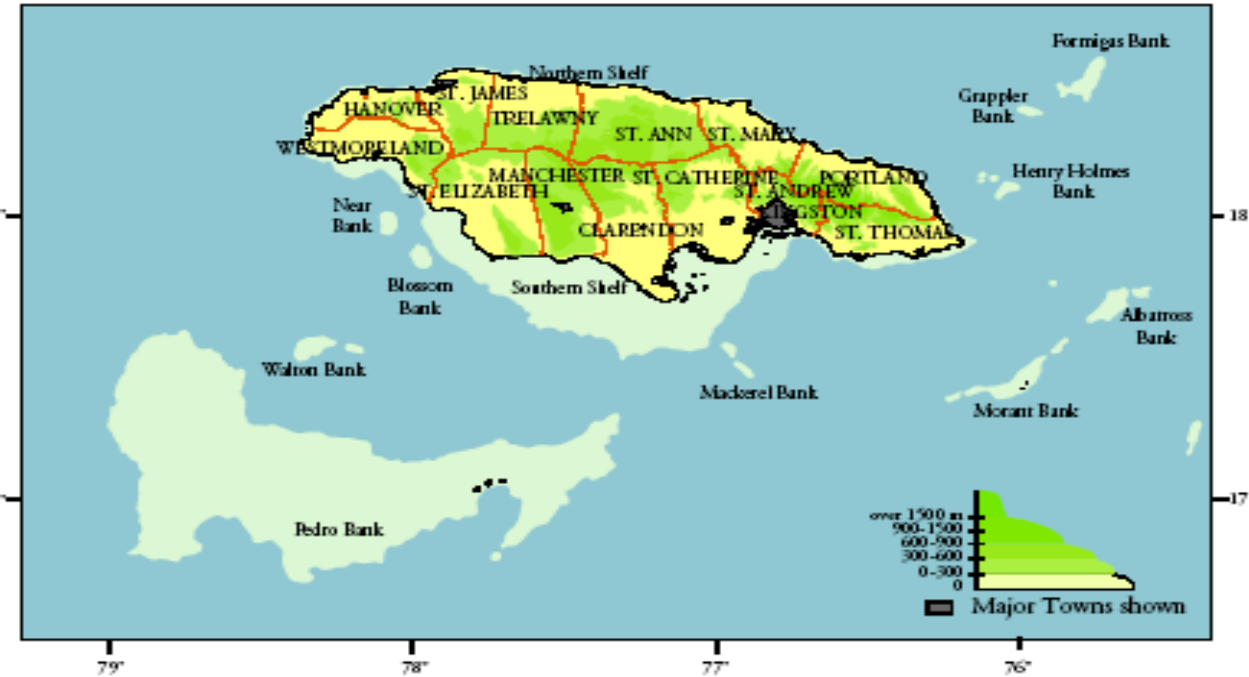 Formigas Bank
Northern Shelf
ST. JAMES
Grappler
Bank
HANOVER
TRELAWNY
ST. ANN
ST. MARY
WESTMORELAND
MANCHESTER
ST. CATHERINE
PORTLAND
Henry Holmes
Bank
ST. ELIZABETH
ST. ANDREW
Near
Bank
KINGSTON
18
CLARENDON
ST. THOMAS
Blossom
Bank
Southern Shelf
Albatross
Bank
Walton Bank
Mackerel Bank
Morant Bank
17
Pedro Bank
over 1500 m
900-1500
600-900
300-600
0-300
0
Major Towns shown
79°
78°
77°
76°